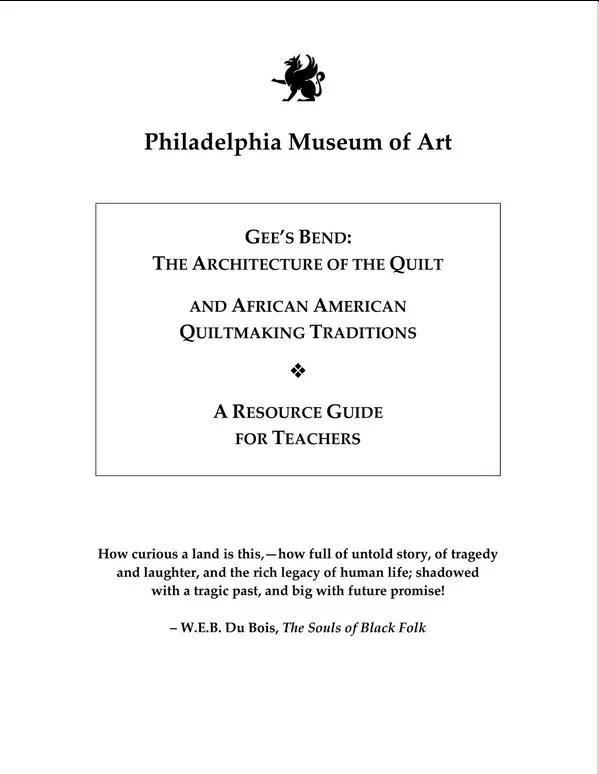 Philadelphia Museum of Art
GEE'S BEND:
THE ARCHITECTURE OF THE QUILT
AND AFRICAN AMERICAN
QUILTMAKING TRADITIONS
❖
A RESOURCE GUIDE
FOR TEACHERS
How curious a land is this,—how full of untold story, of tragedy
and laughter, and the rich legacy of human life; shadowed
with a tragic past, and big with future promise!
– W.E.B. Du Bois, The Souls of Black Folk